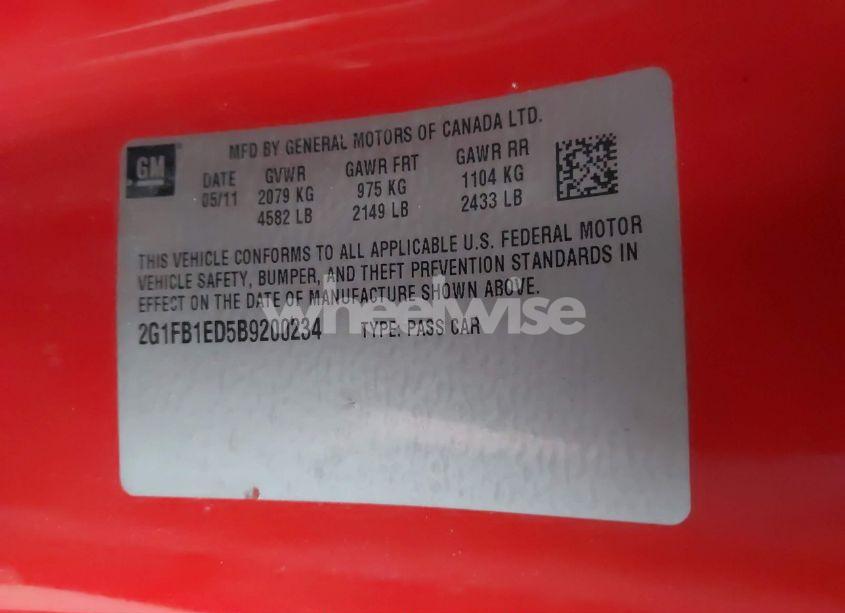 GM
MFD BY GENERAL MOTORS OF CANADA LTD.
DATE GVWR GAWR FRT GAWR RR
05/11 2079 KG 975 KG 1104 KG
4582 LB 2149 LB 2433 LB
THIS VEHICLE CONFORMS TO ALL APPLICABLE U.S. FEDERAL MOTOR
VEHICLE SAFETY, BUMPER, AND THEFT PREVENTION STANDARDS IN
EFFECT ON THE DATE OF MANUFACTURE SHOWN ABOVE.
2G1FB1ED5B9200234 TYPE: PASS CAR
wheelwise